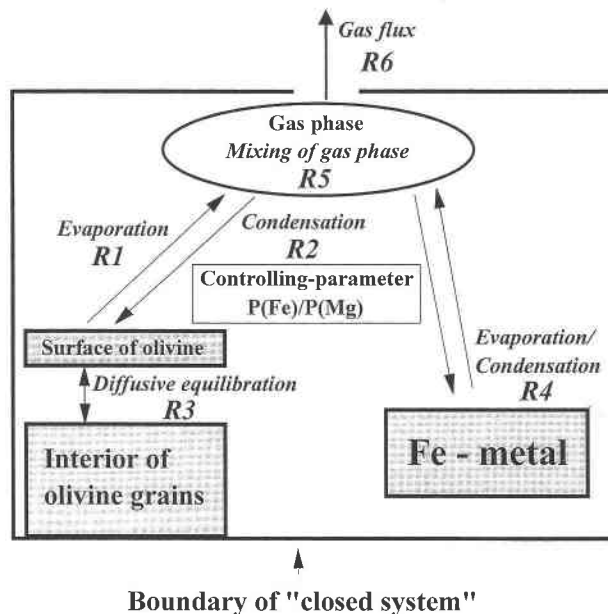 Gas flux
R6
Gas phase
Mixing of gas phase
R5
Evaporation
R1
Condensation
R2
Controlling-parameter
P(Fe)/P(Mg)
Surface of olivine
Diffusive equilibration
R3
Evaporation/
Condensation
R4
Interior of
olivine grains
Fe - metal
Boundary of "closed system"